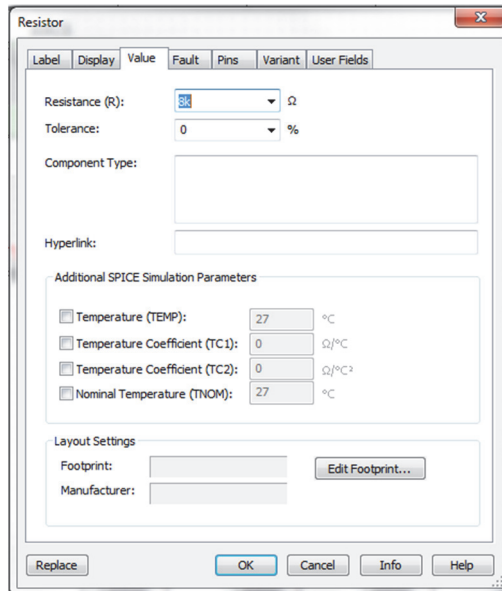 Resistor
Label Display Value Fault Pins Variant User Fields
Resistance (R): 8k Ω
Tolerance: 0 %
Component Type:
Hyperlink:
Additional SPICE Simulation Parameters
Temperature (TEMP): 27 °C
Temperature Coefficient (TC1): 0 Ω/°C
Temperature Coefficient (TC2): 0 Ω/°C²
Nominal Temperature (TNOM): 27 °C
Layout Settings
Footprint: Edit Footprint...
Manufacturer:
Replace OK Cancel Info Help